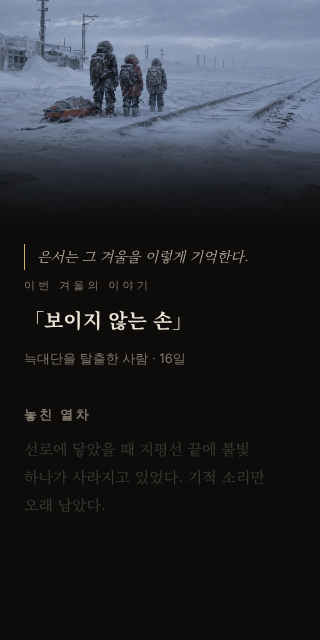 은서는 그 겨울을 이렇게 기억한다.
이번 겨울의 이야기
「보이지 않는 손」
늑대단을 탈출한 사람 · 16일
놓친 열차
선로에 닿았을 때 지평선 끝에 불빛
하나가 사라지고 있었다. 기적 소리만
오래 남았다.